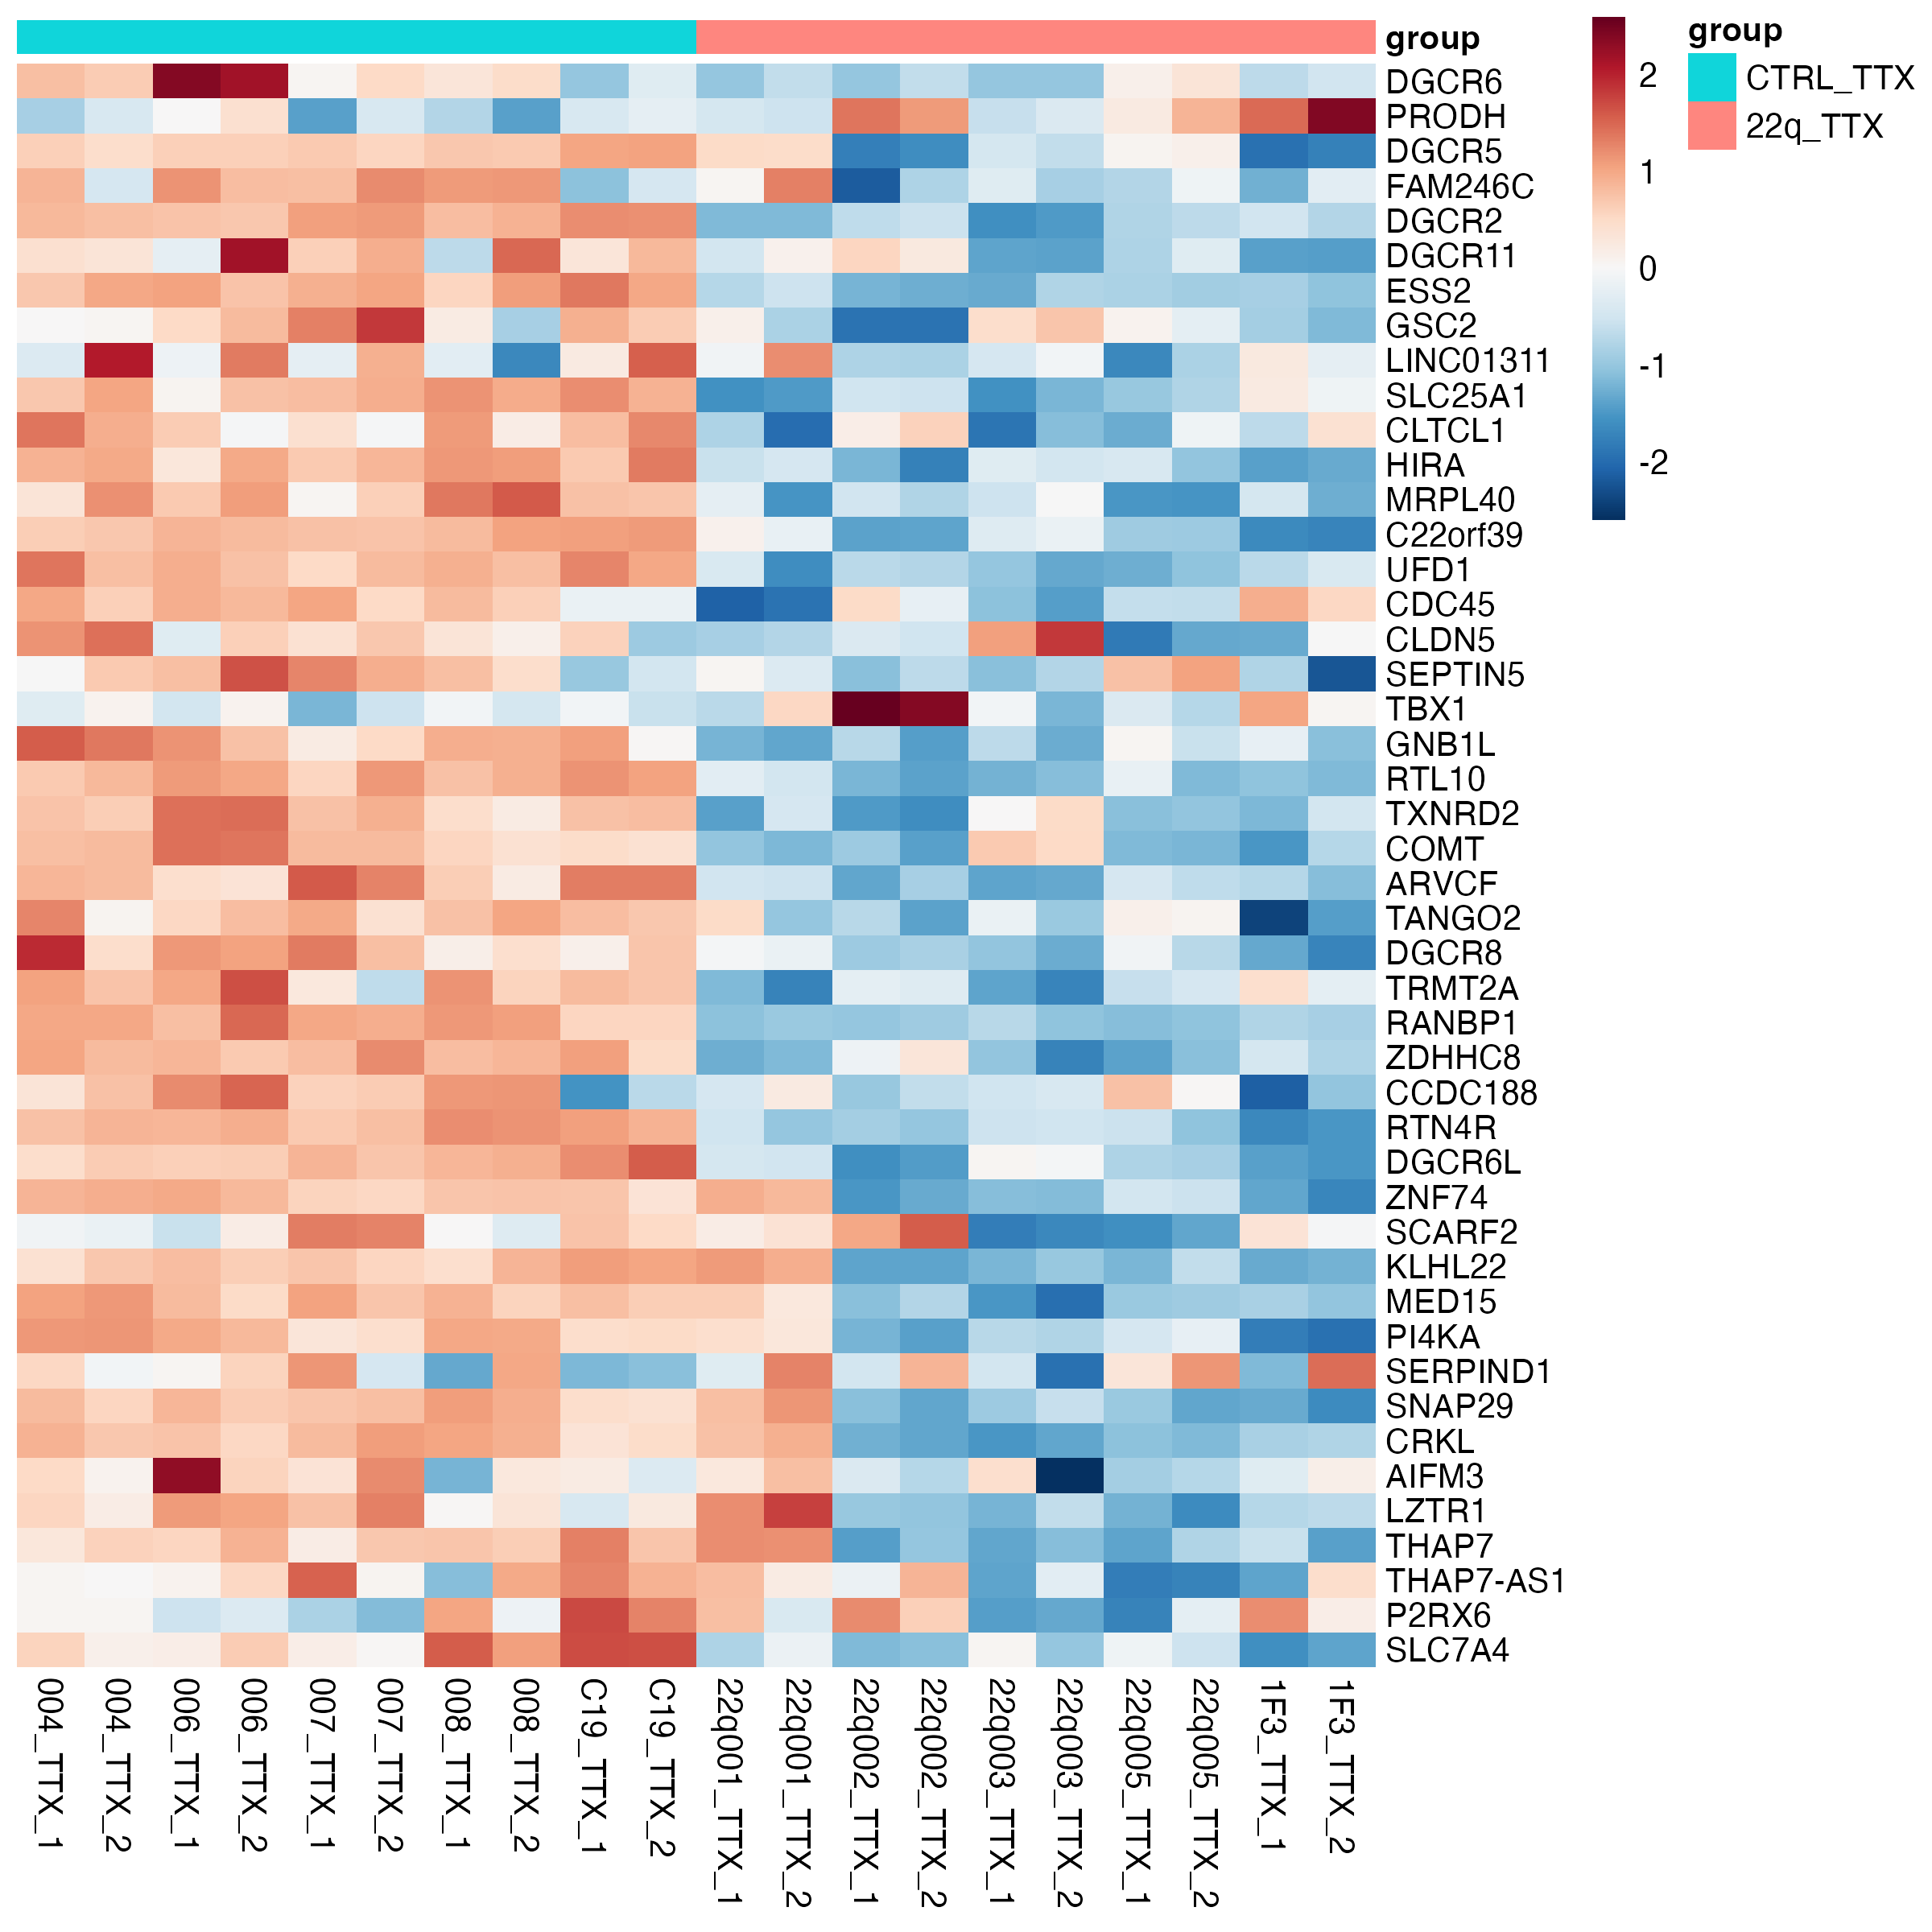 group
DGCR6
PRODH
DGCR5
FAM246C
DGCR2
DGCR11
ESS2
GSC2
LINC01311
SLC25A1
CLTCL1
HIRA
MRPL40
C22orf39
UFD1
CDC45
CLDN5
SEPTIN5
TBX1
GNB1L
RTL10
TXNRD2
COMT
ARVCF
TANGO2
DGCR8
TRMT2A
RANBP1
ZDHHC8
CCDC188
RTN4R
DGCR6L
ZNF74
SCARF2
KLHL22
MED15
PI4KA
SERPIND1
SNAP29
CRKL
AIFM3
LZTR1
THAP7
THAP7-AS1
P2RX6
SLC7A4
004_TTX_1
004_TTX_2
006_TTX_1
006_TTX_2
007_TTX_1
007_TTX_2
008_TTX_1
008_TTX_2
C19_TTX_1
C19_TTX_2
22q001_TTX_1
22q001_TTX_2
22q002_TTX_1
22q002_TTX_2
22q003_TTX_1
22q003_TTX_2
22q005_TTX_1
22q005_TTX_2
1F3_TTX_1
1F3_TTX_2
2
1
0
-1
-2
group
CTRL_TTX
22q_TTX